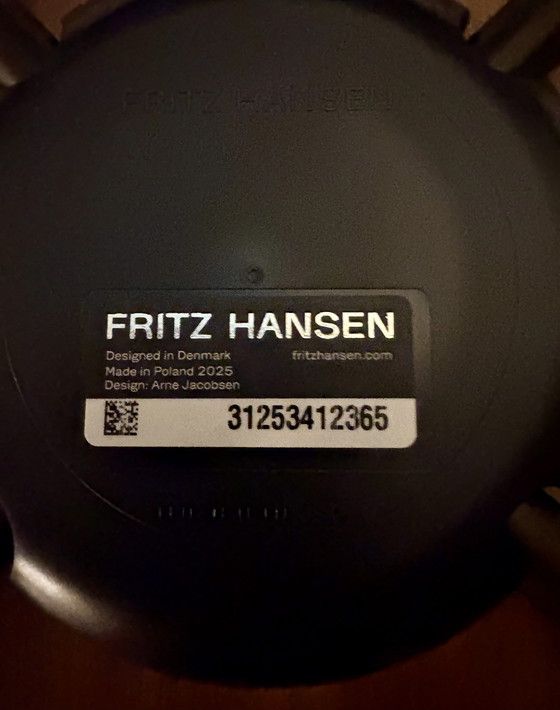 FRITZ HANSEN
FRITZ HANSEN
Designed in Denmark fritzhansen.com
Made in Poland 2025
Design: Arne Jacobsen
31253412365